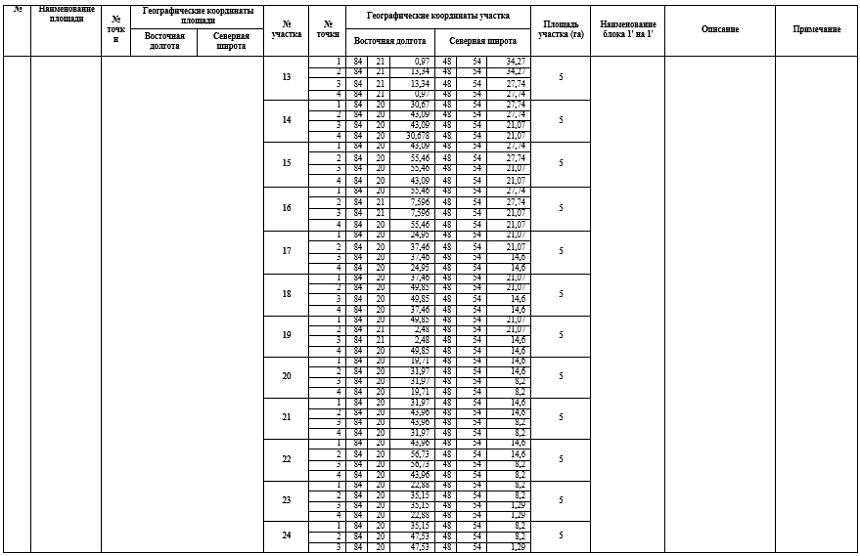 № Наименование площади № точк и Географические координаты площади № участка № точки Географические координаты участка Площадь участка (га) Наименование блока 1' на 1' Описание Примечание
Восточная долгота Северная широта Восточная долгота Северная широта
13 5
1 84 21 0,97 48 54 34,27
2 84 21 13,34 48 54 34,27
3 84 21 13,34 48 54 27,74
4 84 21 0,97 48 54 27,74
14 5
1 84 20 30,67 48 54 27,74
2 84 20 43,09 48 54 27,74
3 84 20 43,09 48 54 21,07
4 84 20 30,678 48 54 21,07
15 5
1 84 20 43,09 48 54 27,74
2 84 20 55,46 48 54 27,74
3 84 20 55,46 48 54 21,07
4 84 20 43,09 48 54 21,07
16 5
1 84 20 55,46 48 54 27,74
2 84 21 7,596 48 54 27,74
3 84 21 7,596 48 54 21,07
4 84 20 55,46 48 54 21,07
17 5
1 84 20 24,95 48 54 21,07
2 84 20 37,46 48 54 21,07
3 84 20 37,46 48 54 14,6
4 84 20 24,95 48 54 14,6
18 5
1 84 20 37,46 48 54 21,07
2 84 20 49,85 48 54 21,07
3 84 20 49,85 48 54 14,6
4 84 20 37,46 48 54 14,6
19 5
1 84 20 49,85 48 54 21,07
2 84 21 2,48 48 54 21,07
3 84 21 2,48 48 54 14,6
4 84 20 49,85 48 54 14,6
20 5
1 84 20 19,71 48 54 14,6
2 84 20 31,97 48 54 14,6
3 84 20 31,97 48 54 8,2
4 84 20 19,71 48 54 8,2
21 5
1 84 20 31,97 48 54 14,6
2 84 20 43,96 48 54 14,6
3 84 20 43,96 48 54 8,2
4 84 20 31,97 48 54 8,2
22 5
1 84 20 43,96 48 54 14,6
2 84 20 56,73 48 54 14,6
3 84 20 56,73 48 54 8,2
4 84 20 43,96 48 54 8,2
23 5
1 84 20 22,88 48 54 8,2
2 84 20 35,15 48 54 8,2
3 84 20 35,15 48 54 1,29
4 84 20 22,88 48 54 1,29
24 5
1 84 20 35,15 48 54 8,2
2 84 20 47,53 48 54 8,2
3 84 20 47,53 48 54 1,29